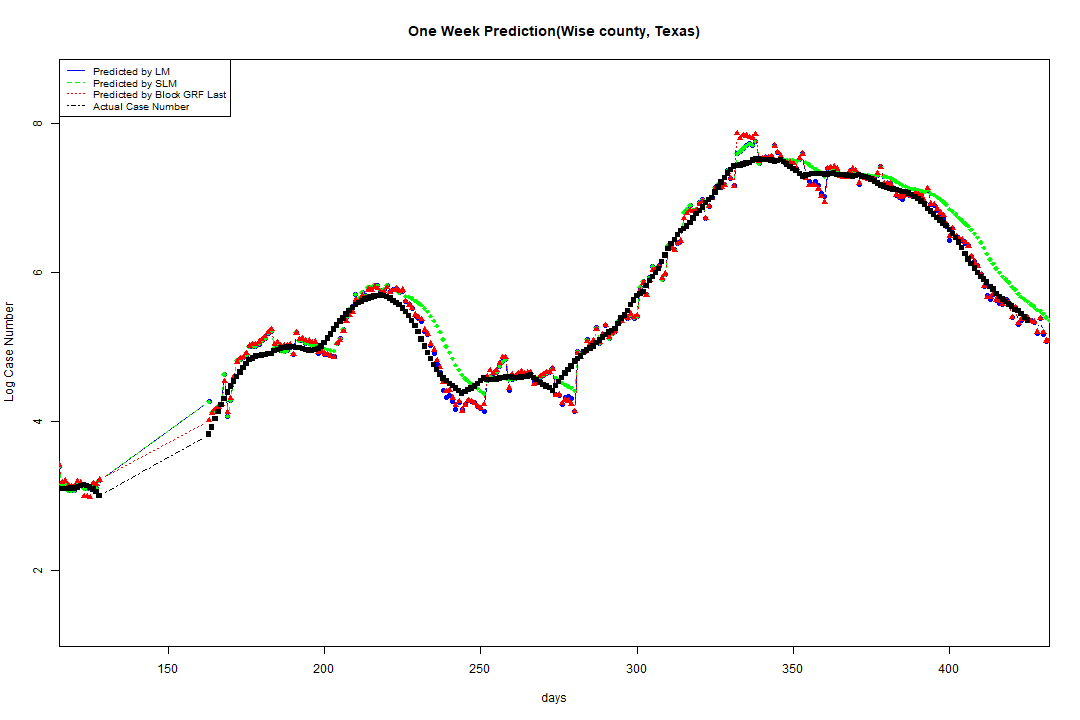 One Week Prediction(Wise county, Texas)
Predicted by LM
Predicted by SLM
Predicted by Block GRF Last
Actual Case Number
Log Case Number
8
6
4
2
150 200 250 300 350 400
days